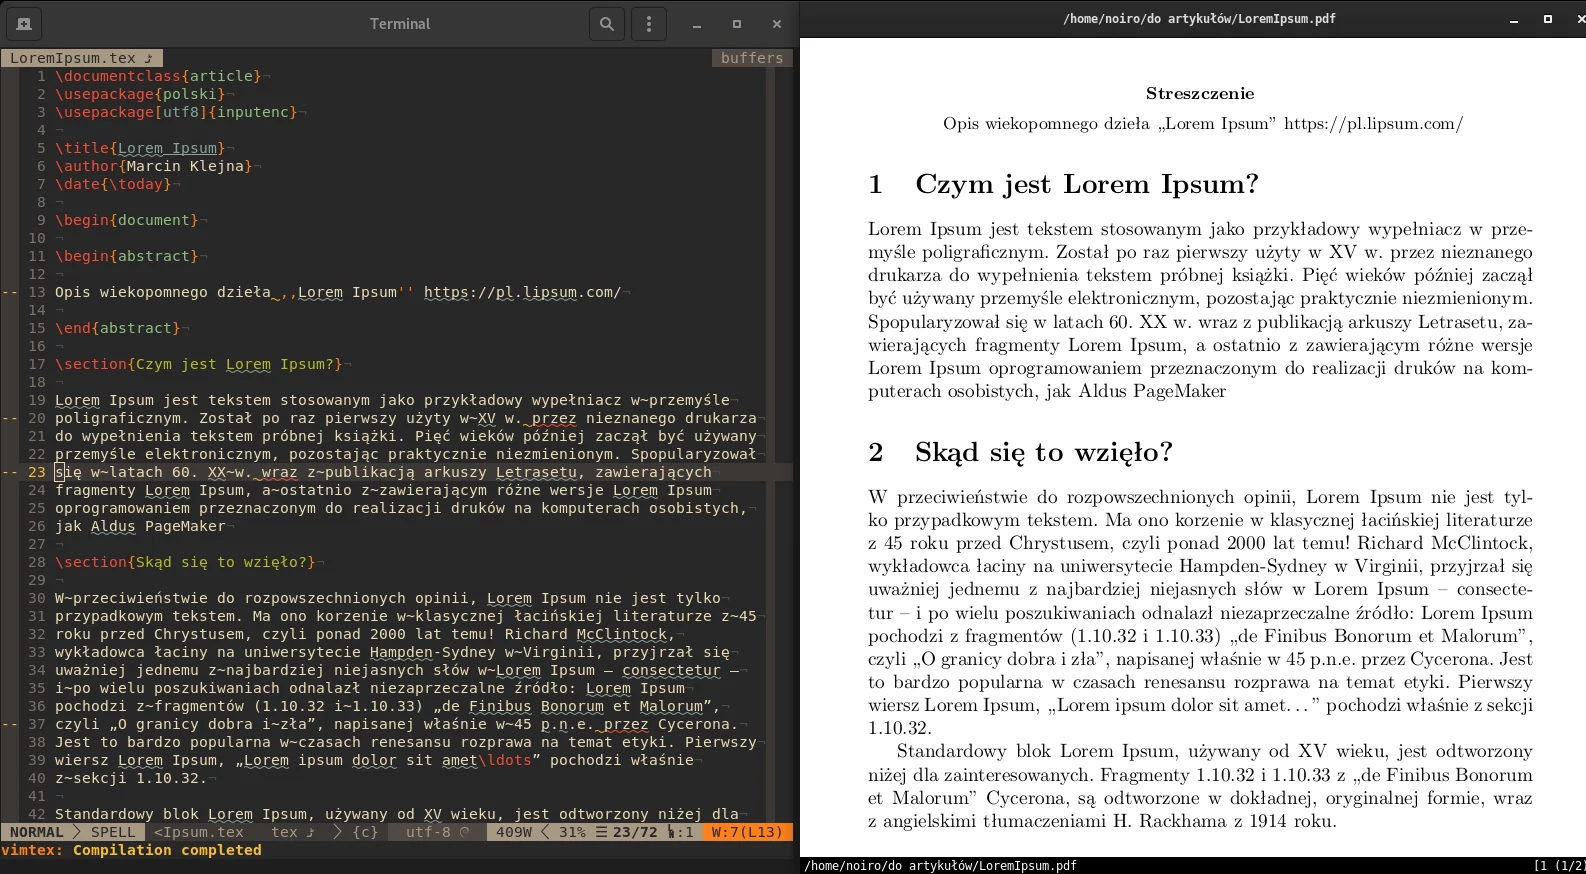 Terminal
LoremIpsum.tex
buffers
1 \documentclass{article}¬
2 \usepackage{polski}¬
3 \usepackage[utf8]{inputenc}¬
4 ¬
5 \title{Lorem Ipsum}¬
6 \author{Marcin Klejna}¬
7 \date{\today}¬
8 ¬
9 \begin{document}¬
10 ¬
11 \begin{abstract}¬
12 ¬
-- 13 Opis wiekopomnego dzieła ,,Lorem Ipsum'' https://pl.lipsum.com/¬
14 ¬
15 \end{abstract}¬
16 ¬
17 \section{Czym jest Lorem Ipsum?}¬
18 ¬
19 Lorem Ipsum jest tekstem stosowanym jako przykładowy wypełniacz w~przemyśle¬
-- 20 poligraficznym. Został po raz pierwszy użyty w~XV w. przez nieznanego drukarza¬
21 do wypełnienia tekstem próbnej książki. Pięć wieków później zaczął być używany¬
22 przemyśle elektronicznym, pozostając praktycznie niezmienionym. Spopularyzował¬
-- 23 się w~latach 60. XX~w. wraz z~publikacją arkuszy Letrasetu, zawierających¬
24 fragmenty Lorem Ipsum, a~ostatnio z~zawierającym różne wersje Lorem Ipsum¬
25 oprogramowaniem przeznaczonym do realizacji druków na komputerach osobistych,¬
26 jak Aldus PageMaker¬
27 ¬
28 \section{Skąd się to wzięło?}¬
29 ¬
30 W~przeciwieństwie do rozpowszechnionych opinii, Lorem Ipsum nie jest tylko¬
31 przypadkowym tekstem. Ma ono korzenie w~klasycznej łacińskiej literaturze z~45¬
32 roku przed Chrystusem, czyli ponad 2000 lat temu! Richard McClintock,¬
33 wykładowca łaciny na uniwersytecie Hampden-Sydney w~Virginii, przyjrzał się¬
34 uważniej jednemu z~najbardziej niejasnych słów w~Lorem Ipsum – consectetur –¬
35 i~po wielu poszukiwaniach odnalazł niezaprzeczalne źródło: Lorem Ipsum¬
36 pochodzi z~fragmentów (1.10.32 i~1.10.33) „de Finibus Bonorum et Malorum”,¬
-- 37 czyli „O granicy dobra i~zła”, napisanej właśnie w~45 p.n.e. przez Cycerona.¬
38 Jest to bardzo popularna w~czasach renesansu rozprawa na temat etyki. Pierwszy¬
39 wiersz Lorem Ipsum, „Lorem ipsum dolor sit amet\ldots” pochodzi właśnie¬
40 z~sekcji 1.10.32.¬
41 ¬
42 Standardowy blok Lorem Ipsum, używany od XV wieku, jest odtworzony niżej dla¬
NORMAL SPELL <Ipsum.tex tex {c} utf-8 409W 31% ☰ 23/72 :1 W:7(L13)
vimtex: Compilation completed
/home/noiro/do artykułów/LoremIpsum.pdf
Streszczenie
Opis wiekopomnego dzieła „Lorem Ipsum” https://pl.lipsum.com/
1 Czym jest Lorem Ipsum?
Lorem Ipsum jest tekstem stosowanym jako przykładowy wypełniacz w prze-
myśle poligraficznym. Został po raz pierwszy użyty w XV w. przez nieznanego
drukarza do wypełnienia tekstem próbnej książki. Pięć wieków później zaczął
być używany przemyśle elektronicznym, pozostając praktycznie niezmienionym.
Spopularyzował się w latach 60. XX w. wraz z publikacją arkuszy Letrasetu, za-
wierających fragmenty Lorem Ipsum, a ostatnio z zawierającym różne wersje
Lorem Ipsum oprogramowaniem przeznaczonym do realizacji druków na kom-
puterach osobistych, jak Aldus PageMaker
2 Skąd się to wzięło?
W przeciwieństwie do rozpowszechnionych opinii, Lorem Ipsum nie jest tyl-
ko przypadkowym tekstem. Ma ono korzenie w klasycznej łacińskiej literaturze
z 45 roku przed Chrystusem, czyli ponad 2000 lat temu! Richard McClintock,
wykładowca łaciny na uniwersytecie Hampden-Sydney w Virginii, przyjrzał się
uważniej jednemu z najbardziej niejasnych słów w Lorem Ipsum – consecte-
tur – i po wielu poszukiwaniach odnalazł niezaprzeczalne źródło: Lorem Ipsum
pochodzi z fragmentów (1.10.32 i 1.10.33) „de Finibus Bonorum et Malorum”,
czyli „O granicy dobra i zła”, napisanej właśnie w 45 p.n.e. przez Cycerona. Jest
to bardzo popularna w czasach renesansu rozprawa na temat etyki. Pierwszy
wiersz Lorem Ipsum, „Lorem ipsum dolor sit amet…” pochodzi właśnie z sekcji
1.10.32.
Standardowy blok Lorem Ipsum, używany od XV wieku, jest odtworzony
niżej dla zainteresowanych. Fragmenty 1.10.32 i 1.10.33 z „de Finibus Bonorum
et Malorum” Cycerona, są odtworzone w dokładnej, oryginalnej formie, wraz
z angielskimi tłumaczeniami H. Rackhama z 1914 roku.
/home/noiro/do artykułów/LoremIpsum.pdf [1 (1/2)